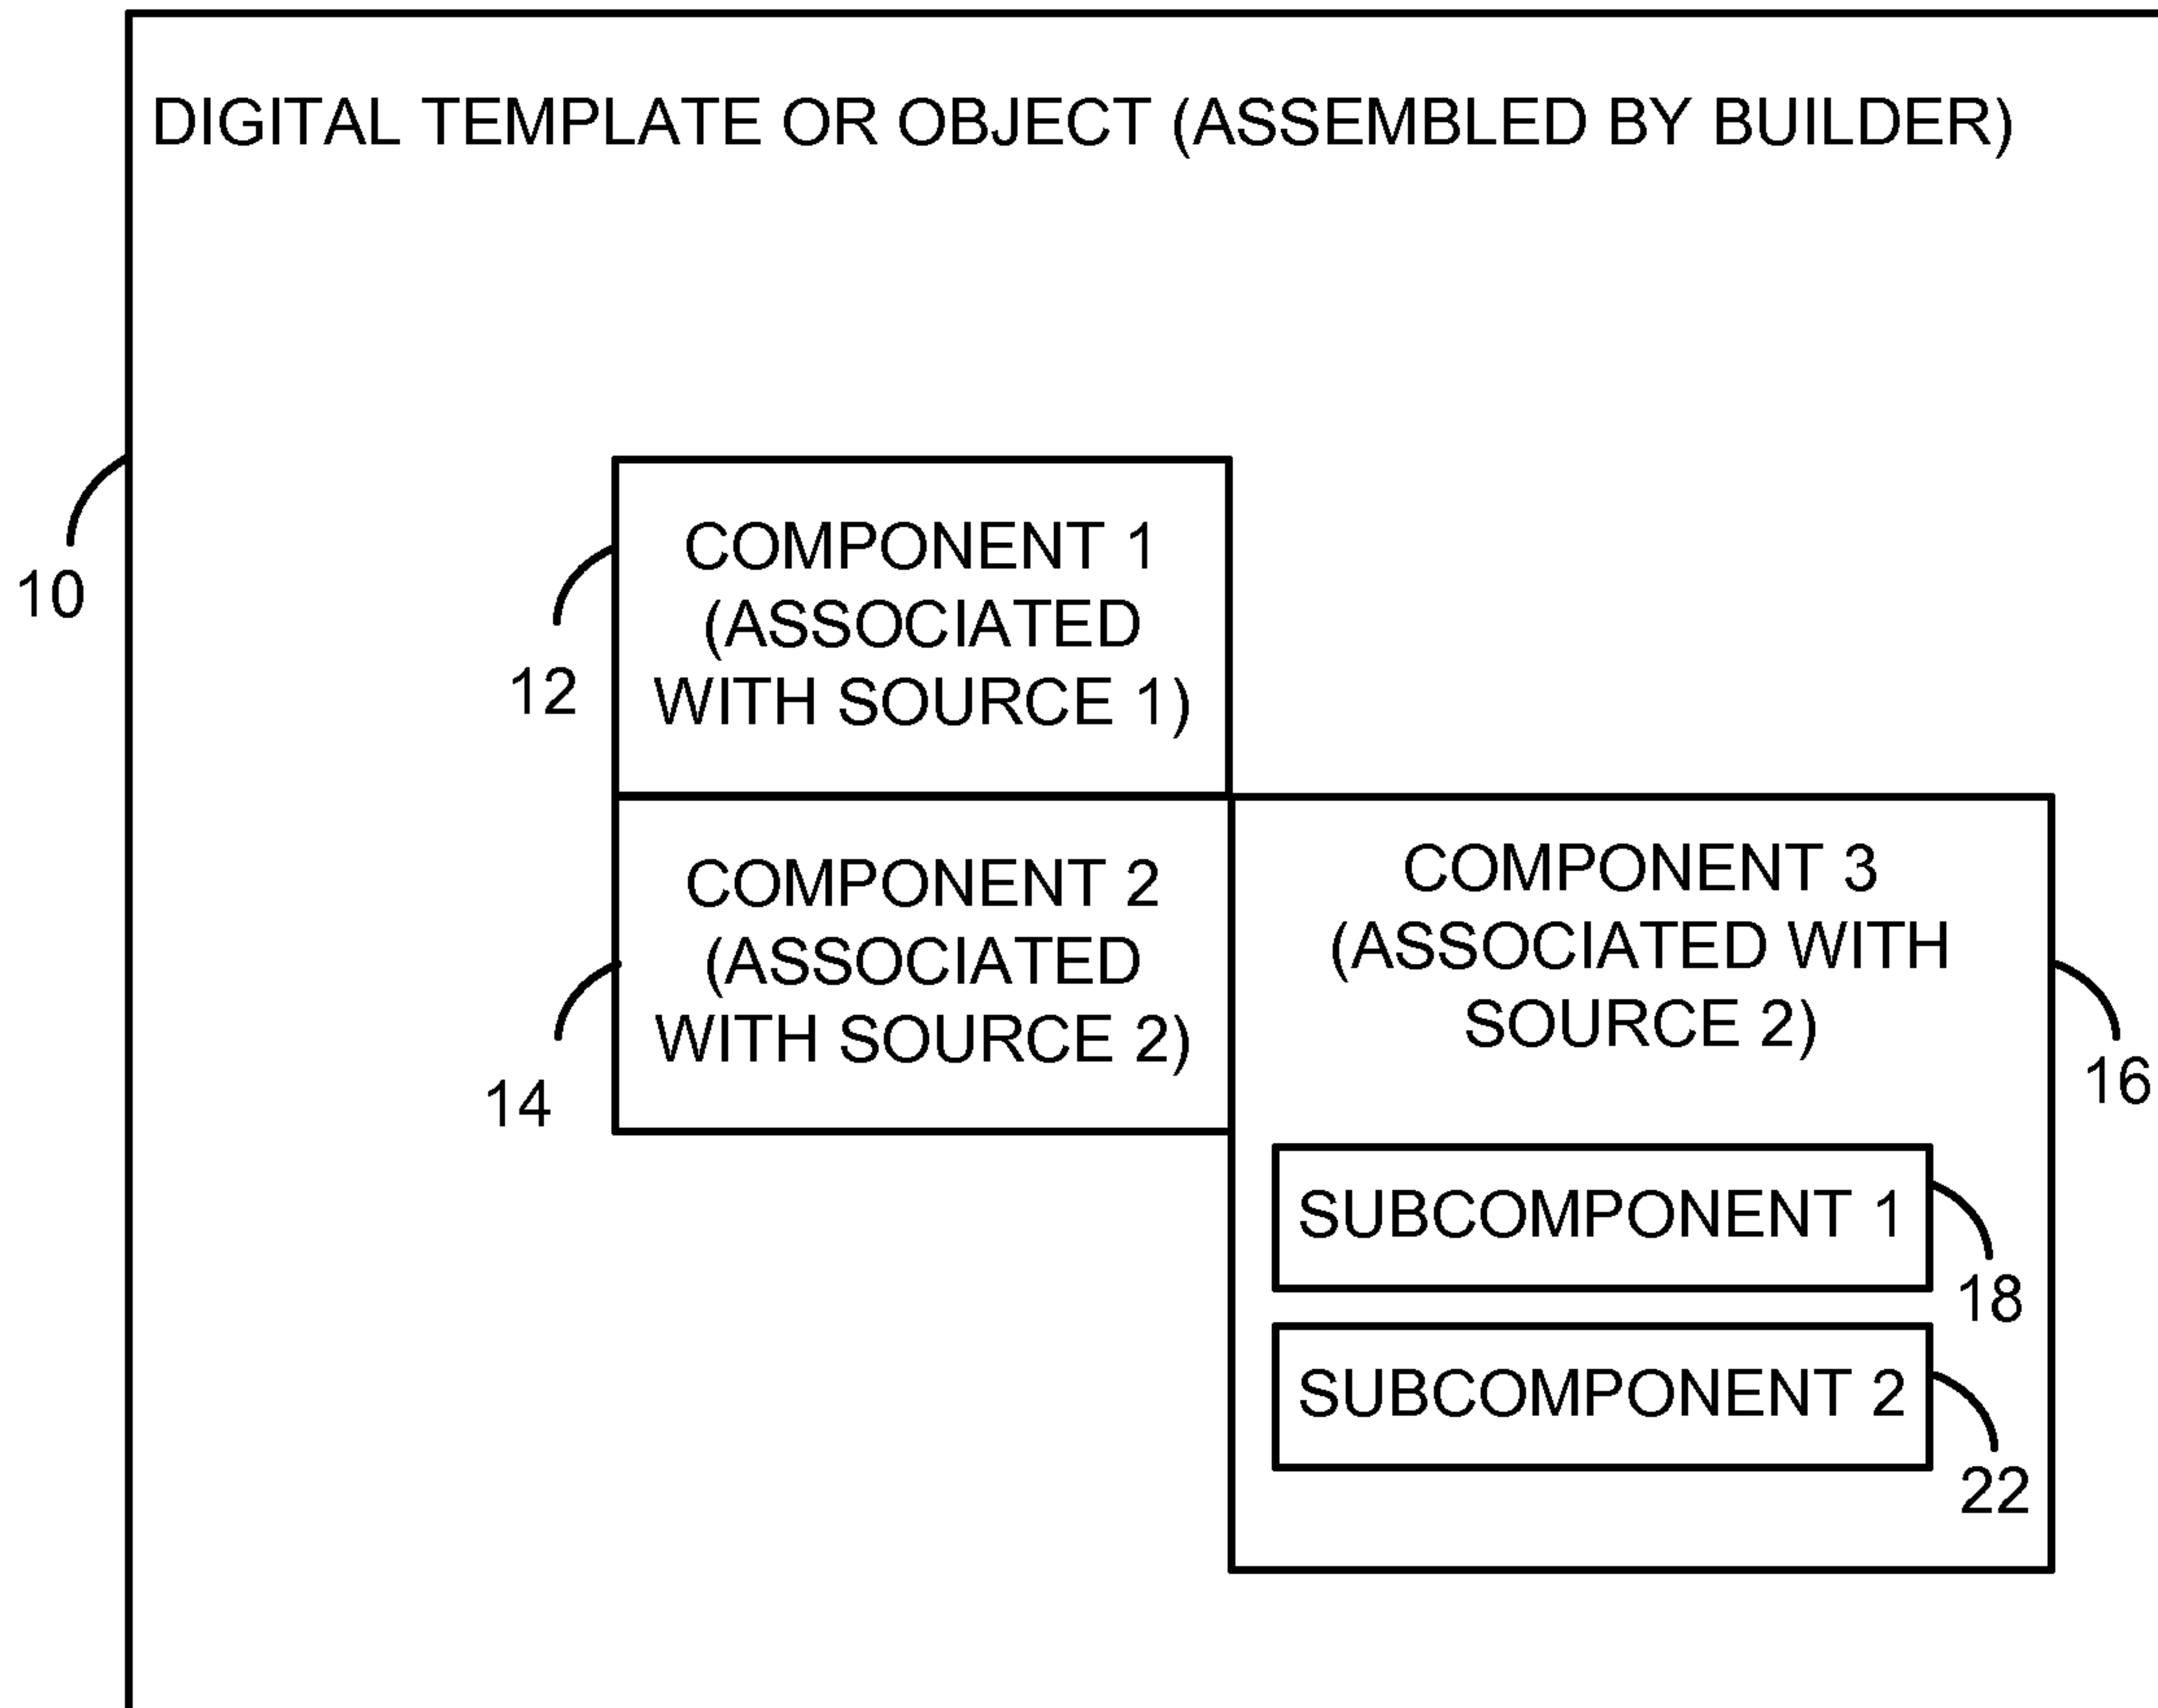 DIGITAL TEMPLATE OR OBJECT (ASSEMBLED BY BUILDER)
10
COMPONENT 1
(ASSOCIATED
WITH SOURCE 1)
12
COMPONENT 2
(ASSOCIATED
WITH SOURCE 2)
14
COMPONENT 3
(ASSOCIATED WITH
SOURCE 2)
16
SUBCOMPONENT 1
18
SUBCOMPONENT 2
22